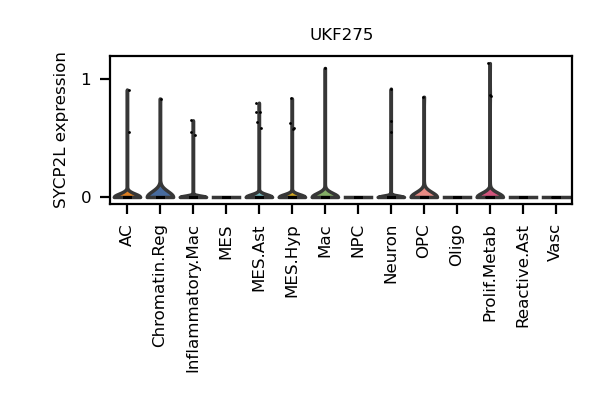 UKF275
SYCP2L expression
1
0
AC
Chromatin.Reg
Inflammatory.Mac
MES
MES.Ast
MES.Hyp
Mac
NPC
Neuron
OPC
Oligo
Prolif.Metab
Reactive.Ast
Vasc